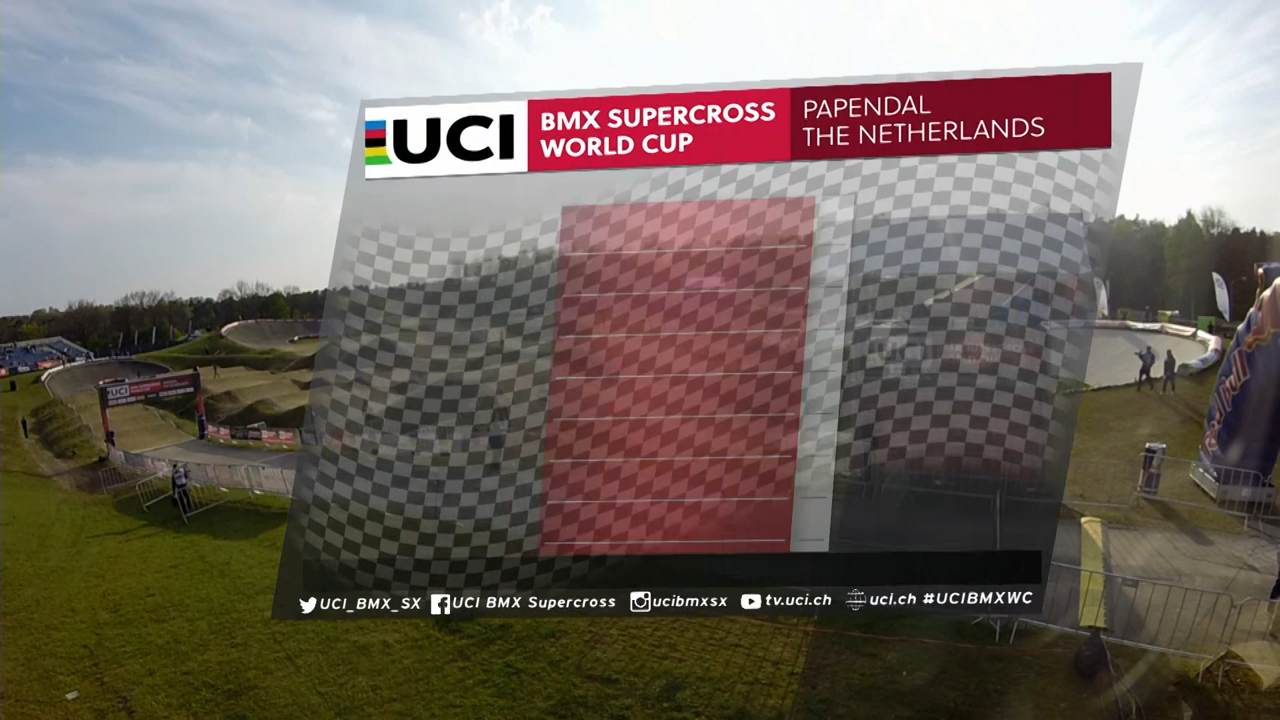 UCI
BMX SUPERCROSS
WORLD CUP
PAPENDAL
THE NETHERLANDS
UCI_BMX_SX UCI BMX Supercross ucibmxsx tv.uci.ch uci.ch #UCIBMXWC
UCI